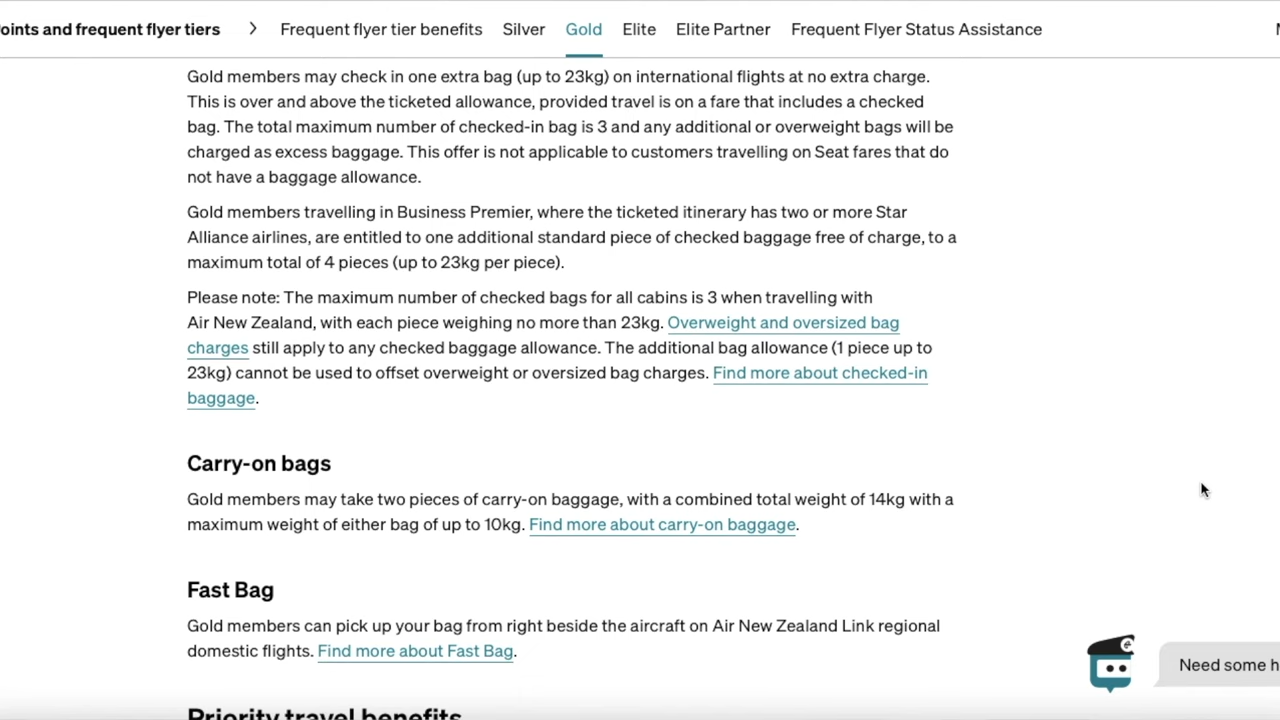 oints and frequent flyer tiers > Frequent flyer tier benefits Silver Gold Elite Elite Partner Frequent Flyer Status Assistance
Gold members may check in one extra bag (up to 23kg) on international flights at no extra charge.
This is over and above the ticketed allowance, provided travel is on a fare that includes a checked
bag. The total maximum number of checked-in bag is 3 and any additional or overweight bags will be
charged as excess baggage. This offer is not applicable to customers travelling on Seat fares that do
not have a baggage allowance.
Gold members travelling in Business Premier, where the ticketed itinerary has two or more Star
Alliance airlines, are entitled to one additional standard piece of checked baggage free of charge, to a
maximum total of 4 pieces (up to 23kg per piece).
Please note: The maximum number of checked bags for all cabins is 3 when travelling with
Air New Zealand, with each piece weighing no more than 23kg. Overweight and oversized bag
charges still apply to any checked baggage allowance. The additional bag allowance (1 piece up to
23kg) cannot be used to offset overweight or oversized bag charges. Find more about checked-in
baggage.
Carry-on bags
Gold members may take two pieces of carry-on baggage, with a combined total weight of 14kg with a
maximum weight of either bag of up to 10kg. Find more about carry-on baggage.
Fast Bag
Gold members can pick up your bag from right beside the aircraft on Air New Zealand Link regional
domestic flights. Find more about Fast Bag.
Need some h
Priority travel benefits